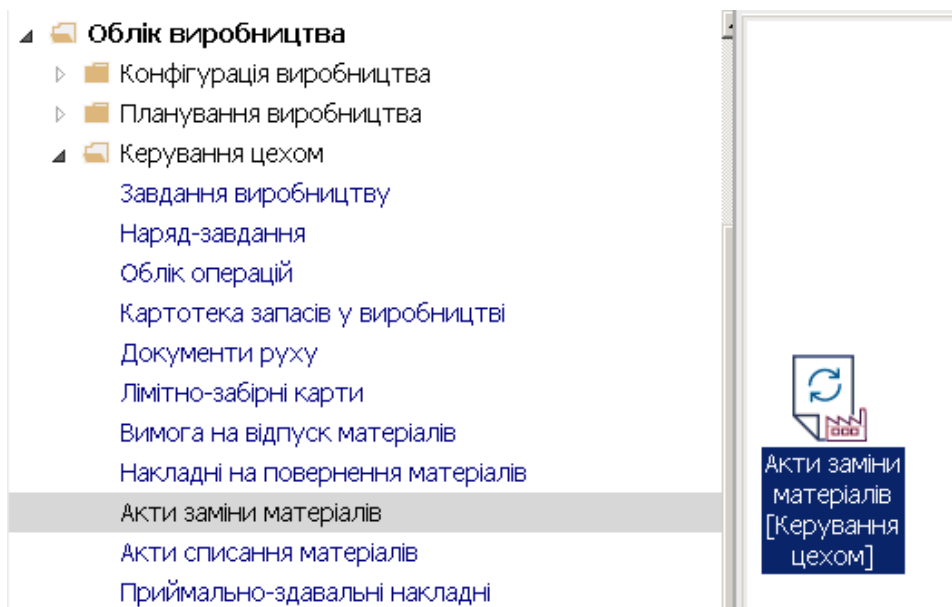 Облік виробництва
Конфігурація виробництва
Планування виробництва
Керування цехом
Завдання виробництву
Наряд-завдання
Облік операцій
Картотека запасів у виробництві
Документи руху
Лімітно-забірні карти
Вимога на відпуск матеріалів
Накладні на повернення матеріалів
Акти заміни матеріалів
Акти списання матеріалів
Приймально-здавальні накладні
Акти заміни
матеріалів
[Керування
цехом]